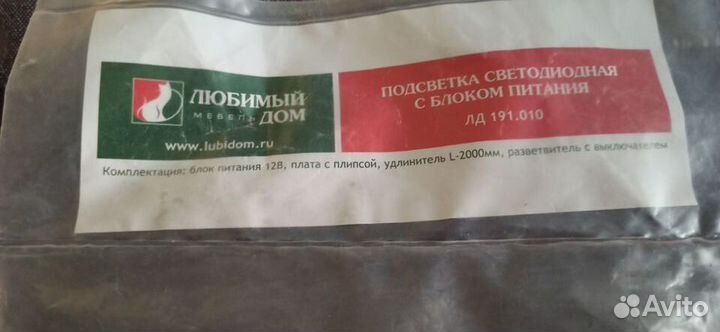 ЛЮБИМЫЙ
МЕБЕЛЬ ДОМ
www.lubidom.ru
ПОДСВЕТКА СВЕТОДИОДНАЯ
С БЛОКОМ ПИТАНИЯ
ЛД 191.010
Комплектация: блок питания 12В, плата с плипсой, удлинитель L-2000мм, разветвитель с выключателем
Avito